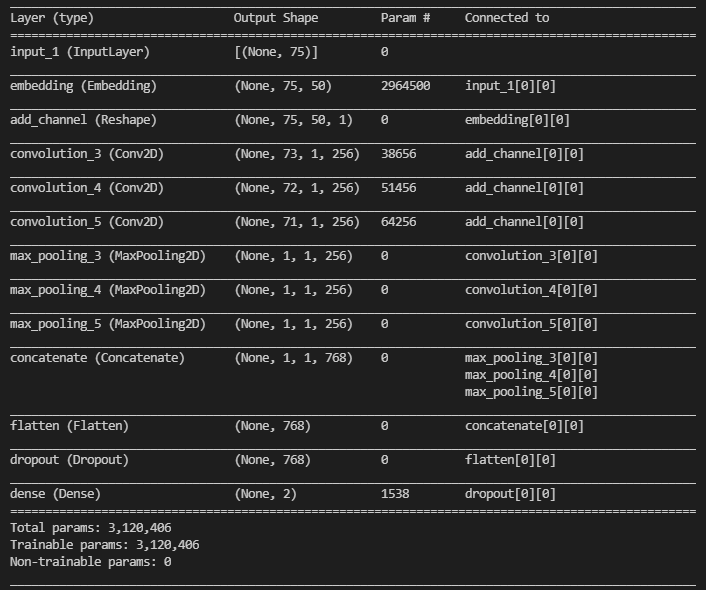 Layer (type) Output Shape Param # Connected to
==================================================================================================
input_1 (InputLayer) [(None, 75)] 0
embedding (Embedding) (None, 75, 50) 2964500 input_1[0][0]
add_channel (Reshape) (None, 75, 50, 1) 0 embedding[0][0]
convolution_3 (Conv2D) (None, 73, 1, 256) 38656 add_channel[0][0]
convolution_4 (Conv2D) (None, 72, 1, 256) 51456 add_channel[0][0]
convolution_5 (Conv2D) (None, 71, 1, 256) 64256 add_channel[0][0]
max_pooling_3 (MaxPooling2D) (None, 1, 1, 256) 0 convolution_3[0][0]
max_pooling_4 (MaxPooling2D) (None, 1, 1, 256) 0 convolution_4[0][0]
max_pooling_5 (MaxPooling2D) (None, 1, 1, 256) 0 convolution_5[0][0]
concatenate (Concatenate) (None, 1, 1, 768) 0 max_pooling_3[0][0]
max_pooling_4[0][0]
max_pooling_5[0][0]
flatten (Flatten) (None, 768) 0 concatenate[0][0]
dropout (Dropout) (None, 768) 0 flatten[0][0]
dense (Dense) (None, 2) 1538 dropout[0][0]
==================================================================================================
Total params: 3,120,406
Trainable params: 3,120,406
Non-trainable params: 0